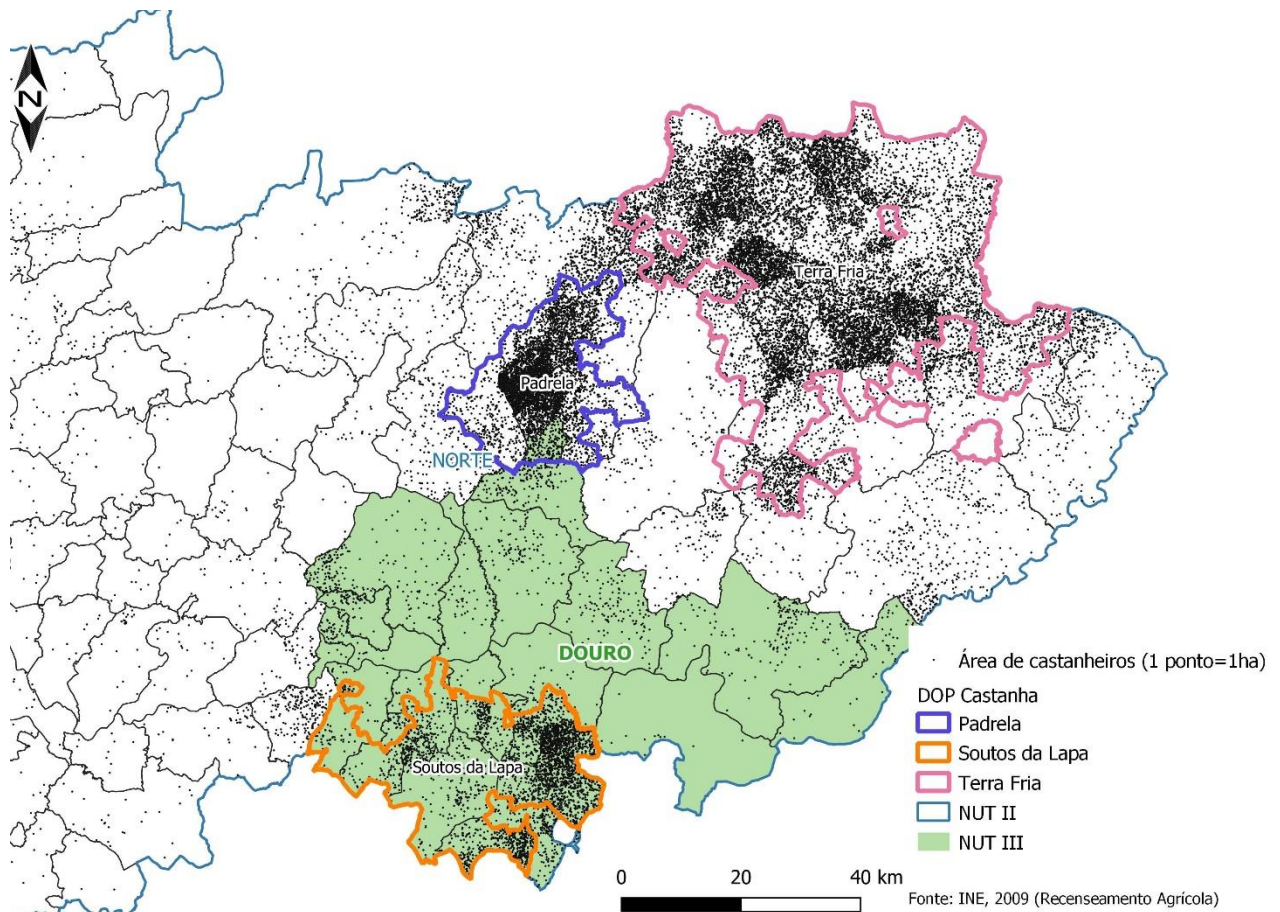 N
Terra Fria
Padrela
NORTE
DOURO
Soutos da Lapa
Área de castanheiros (1 ponto=1ha)
DOP Castanha
Padrela
Soutos da Lapa
Terra Fria
NUT II
NUT III
0 20 40 km
Fonte: INE, 2009 (Recenseamento Agrícola)